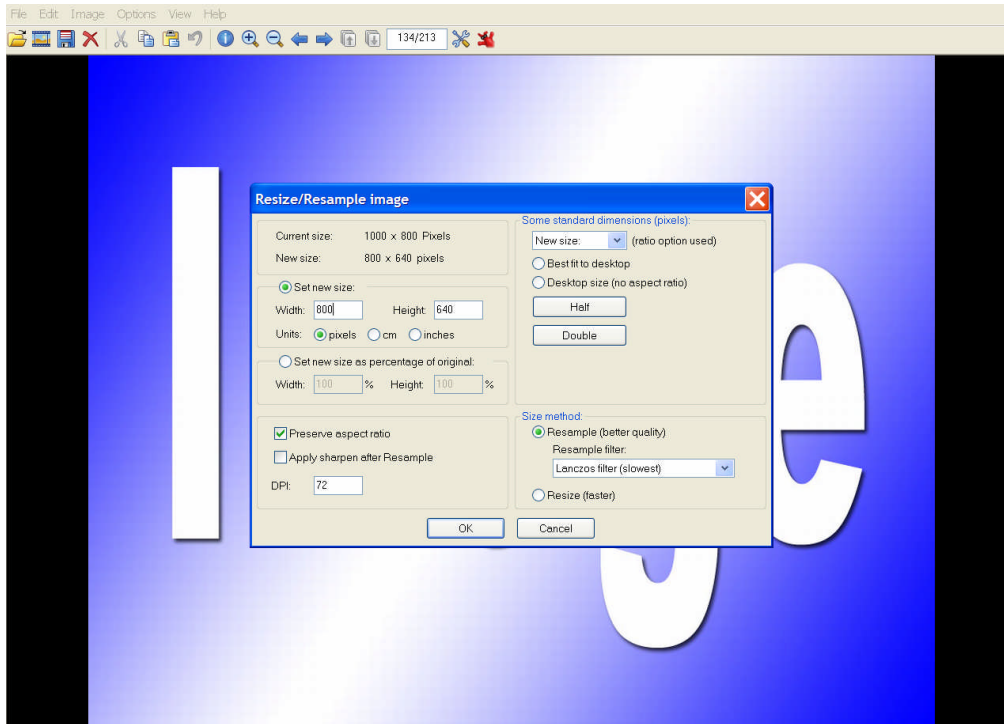 File Edit Image Options View Help
134/213
Resize/Resample image
Current size: 1000 x 800 Pixels
New size: 800 x 640 pixels
Set new size:
Width: 800 Height: 640
Units: pixels cm inches
Set new size as percentage of original:
Width: 100 % Height: 100 %
Preserve aspect ratio
Apply sharpen after Resample
DPI: 72
Some standard dimensions (pixels):
New size: (ratio option used)
Best fit to desktop
Desktop size (no aspect ratio)
Half
Double
Size method:
Resample (better quality)
Resample filter:
Lanczos filter (slowest)
Resize (faster)
OK Cancel
I ge